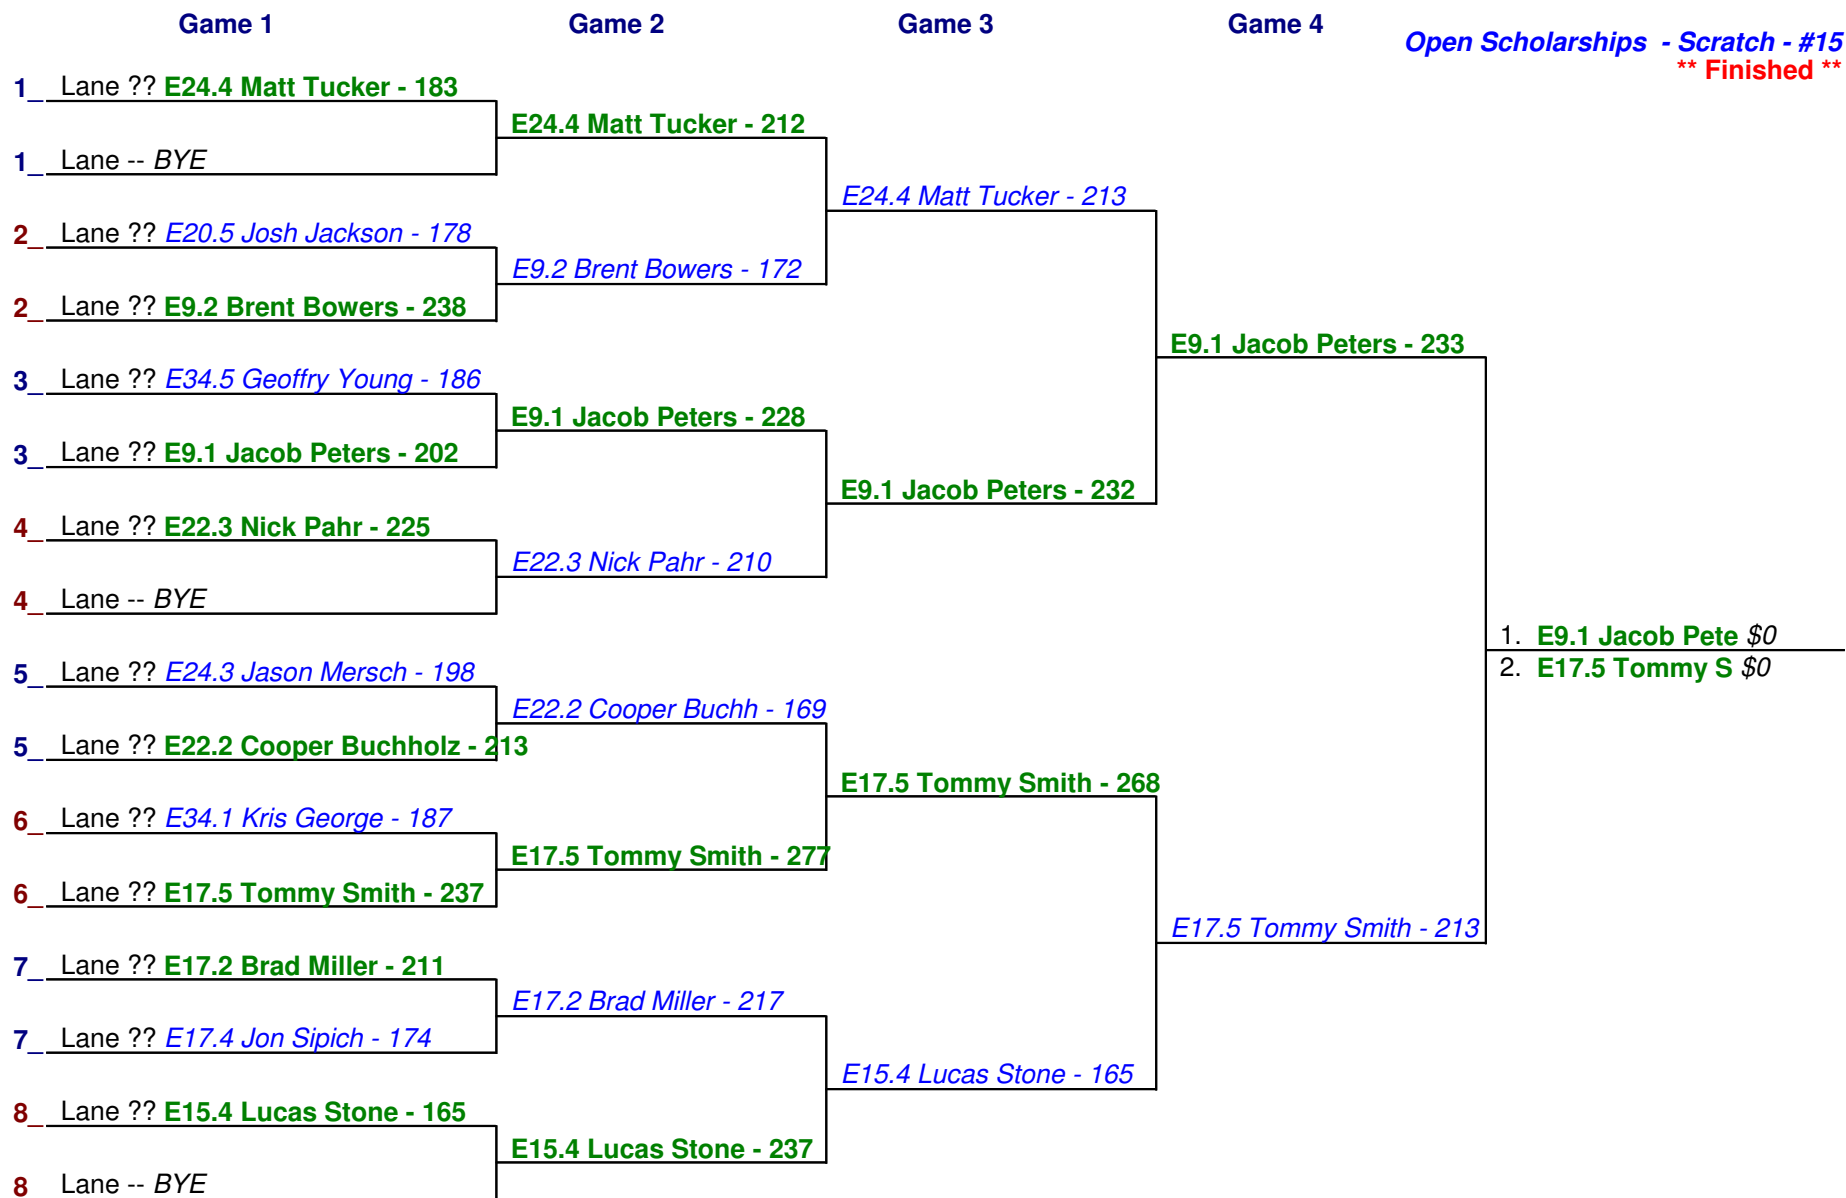 Game 1 Game 2 Game 3 Game 4
Open Scholarships - Scratch - #15
** Finished **
1_ Lane ?? E24.4 Matt Tucker - 183
E24.4 Matt Tucker - 212
1_ Lane -- BYE
E24.4 Matt Tucker - 213
2_ Lane ?? E20.5 Josh Jackson - 178
E9.2 Brent Bowers - 172
2_ Lane ?? E9.2 Brent Bowers - 238
E9.1 Jacob Peters - 233
3_ Lane ?? E34.5 Geoffry Young - 186
E9.1 Jacob Peters - 228
3_ Lane ?? E9.1 Jacob Peters - 202
E9.1 Jacob Peters - 232
4_ Lane ?? E22.3 Nick Pahr - 225
E22.3 Nick Pahr - 210
4_ Lane -- BYE
1. E9.1 Jacob Pete $0
2. E17.5 Tommy S $0
5_ Lane ?? E24.3 Jason Mersch - 198
E22.2 Cooper Buchh - 169
5_ Lane ?? E22.2 Cooper Buchholz - 213
E17.5 Tommy Smith - 268
6_ Lane ?? E34.1 Kris George - 187
E17.5 Tommy Smith - 277
6_ Lane ?? E17.5 Tommy Smith - 237
E17.5 Tommy Smith - 213
7_ Lane ?? E17.2 Brad Miller - 211
E17.2 Brad Miller - 217
7_ Lane ?? E17.4 Jon Sipich - 174
E15.4 Lucas Stone - 165
8_ Lane ?? E15.4 Lucas Stone - 165
E15.4 Lucas Stone - 237
8 Lane -- BYE